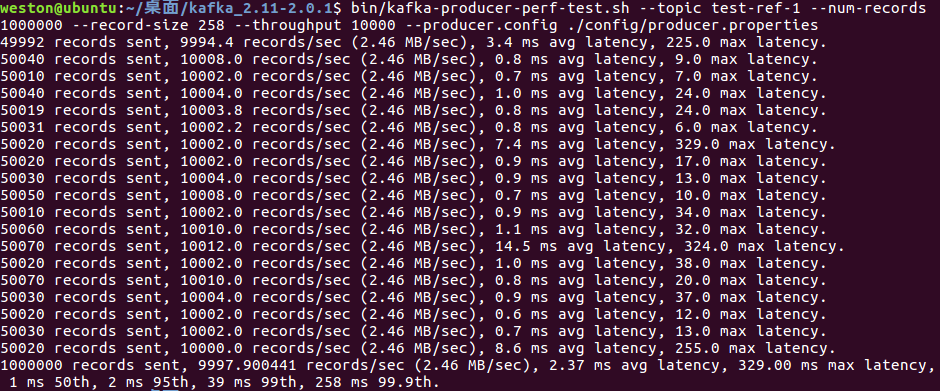 weston@ubuntu:~/桌面/kafka_2.11-2.0.1$ bin/kafka-producer-perf-test.sh --topic test-ref-1 --num-records
1000000 --record-size 258 --throughput 10000 --producer.config ./config/producer.properties
49992 records sent, 9994.4 records/sec (2.46 MB/sec), 3.4 ms avg latency, 225.0 max latency.
50040 records sent, 10008.0 records/sec (2.46 MB/sec), 0.8 ms avg latency, 9.0 max latency.
50010 records sent, 10002.0 records/sec (2.46 MB/sec), 0.7 ms avg latency, 7.0 max latency.
50040 records sent, 10004.0 records/sec (2.46 MB/sec), 1.0 ms avg latency, 24.0 max latency.
50019 records sent, 10003.8 records/sec (2.46 MB/sec), 0.8 ms avg latency, 24.0 max latency.
50031 records sent, 10002.2 records/sec (2.46 MB/sec), 0.8 ms avg latency, 6.0 max latency.
50020 records sent, 10002.0 records/sec (2.46 MB/sec), 7.4 ms avg latency, 329.0 max latency.
50020 records sent, 10002.0 records/sec (2.46 MB/sec), 0.9 ms avg latency, 17.0 max latency.
50030 records sent, 10004.0 records/sec (2.46 MB/sec), 0.9 ms avg latency, 13.0 max latency.
50050 records sent, 10008.0 records/sec (2.46 MB/sec), 0.7 ms avg latency, 10.0 max latency.
50010 records sent, 10002.0 records/sec (2.46 MB/sec), 0.9 ms avg latency, 34.0 max latency.
50060 records sent, 10010.0 records/sec (2.46 MB/sec), 1.1 ms avg latency, 32.0 max latency.
50070 records sent, 10012.0 records/sec (2.46 MB/sec), 14.5 ms avg latency, 324.0 max latency.
50020 records sent, 10002.0 records/sec (2.46 MB/sec), 1.0 ms avg latency, 38.0 max latency.
50070 records sent, 10010.0 records/sec (2.46 MB/sec), 0.8 ms avg latency, 20.0 max latency.
50030 records sent, 10004.0 records/sec (2.46 MB/sec), 0.9 ms avg latency, 37.0 max latency.
50020 records sent, 10002.0 records/sec (2.46 MB/sec), 0.6 ms avg latency, 12.0 max latency.
50030 records sent, 10002.0 records/sec (2.46 MB/sec), 0.7 ms avg latency, 13.0 max latency.
50020 records sent, 10000.0 records/sec (2.46 MB/sec), 8.6 ms avg latency, 255.0 max latency.
1000000 records sent, 9997.900441 records/sec (2.46 MB/sec), 2.37 ms avg latency, 329.00 ms max latency,
1 ms 50th, 2 ms 95th, 39 ms 99th, 258 ms 99.9th.